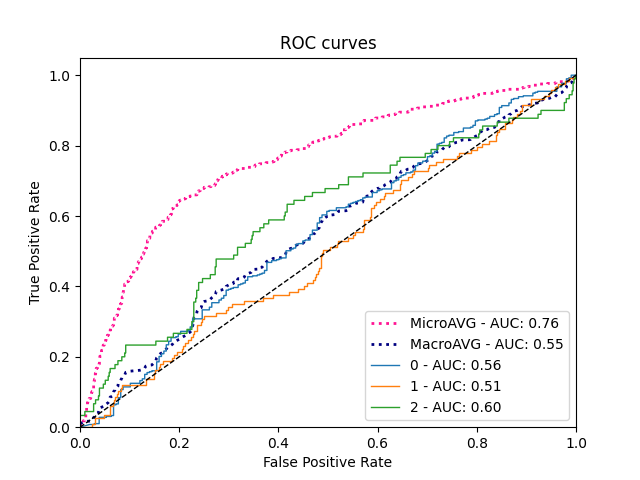 ROC curves
True Positive Rate
1.0
0.8
0.6
0.4
0.2
0.0
MicroAVG - AUC: 0.76
MacroAVG - AUC: 0.55
0 - AUC: 0.56
1 - AUC: 0.51
2 - AUC: 0.60
0.0 0.2 0.4 0.6 0.8 1.0
False Positive Rate